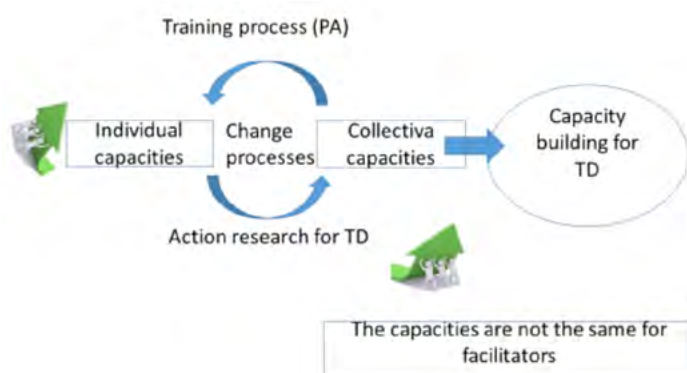 Training process (PA)
Individual
capacities
Change
processes
Collectiva
capacities
Capacity
building for
TD
Action research for TD
The capacities are not the same for
facilitators